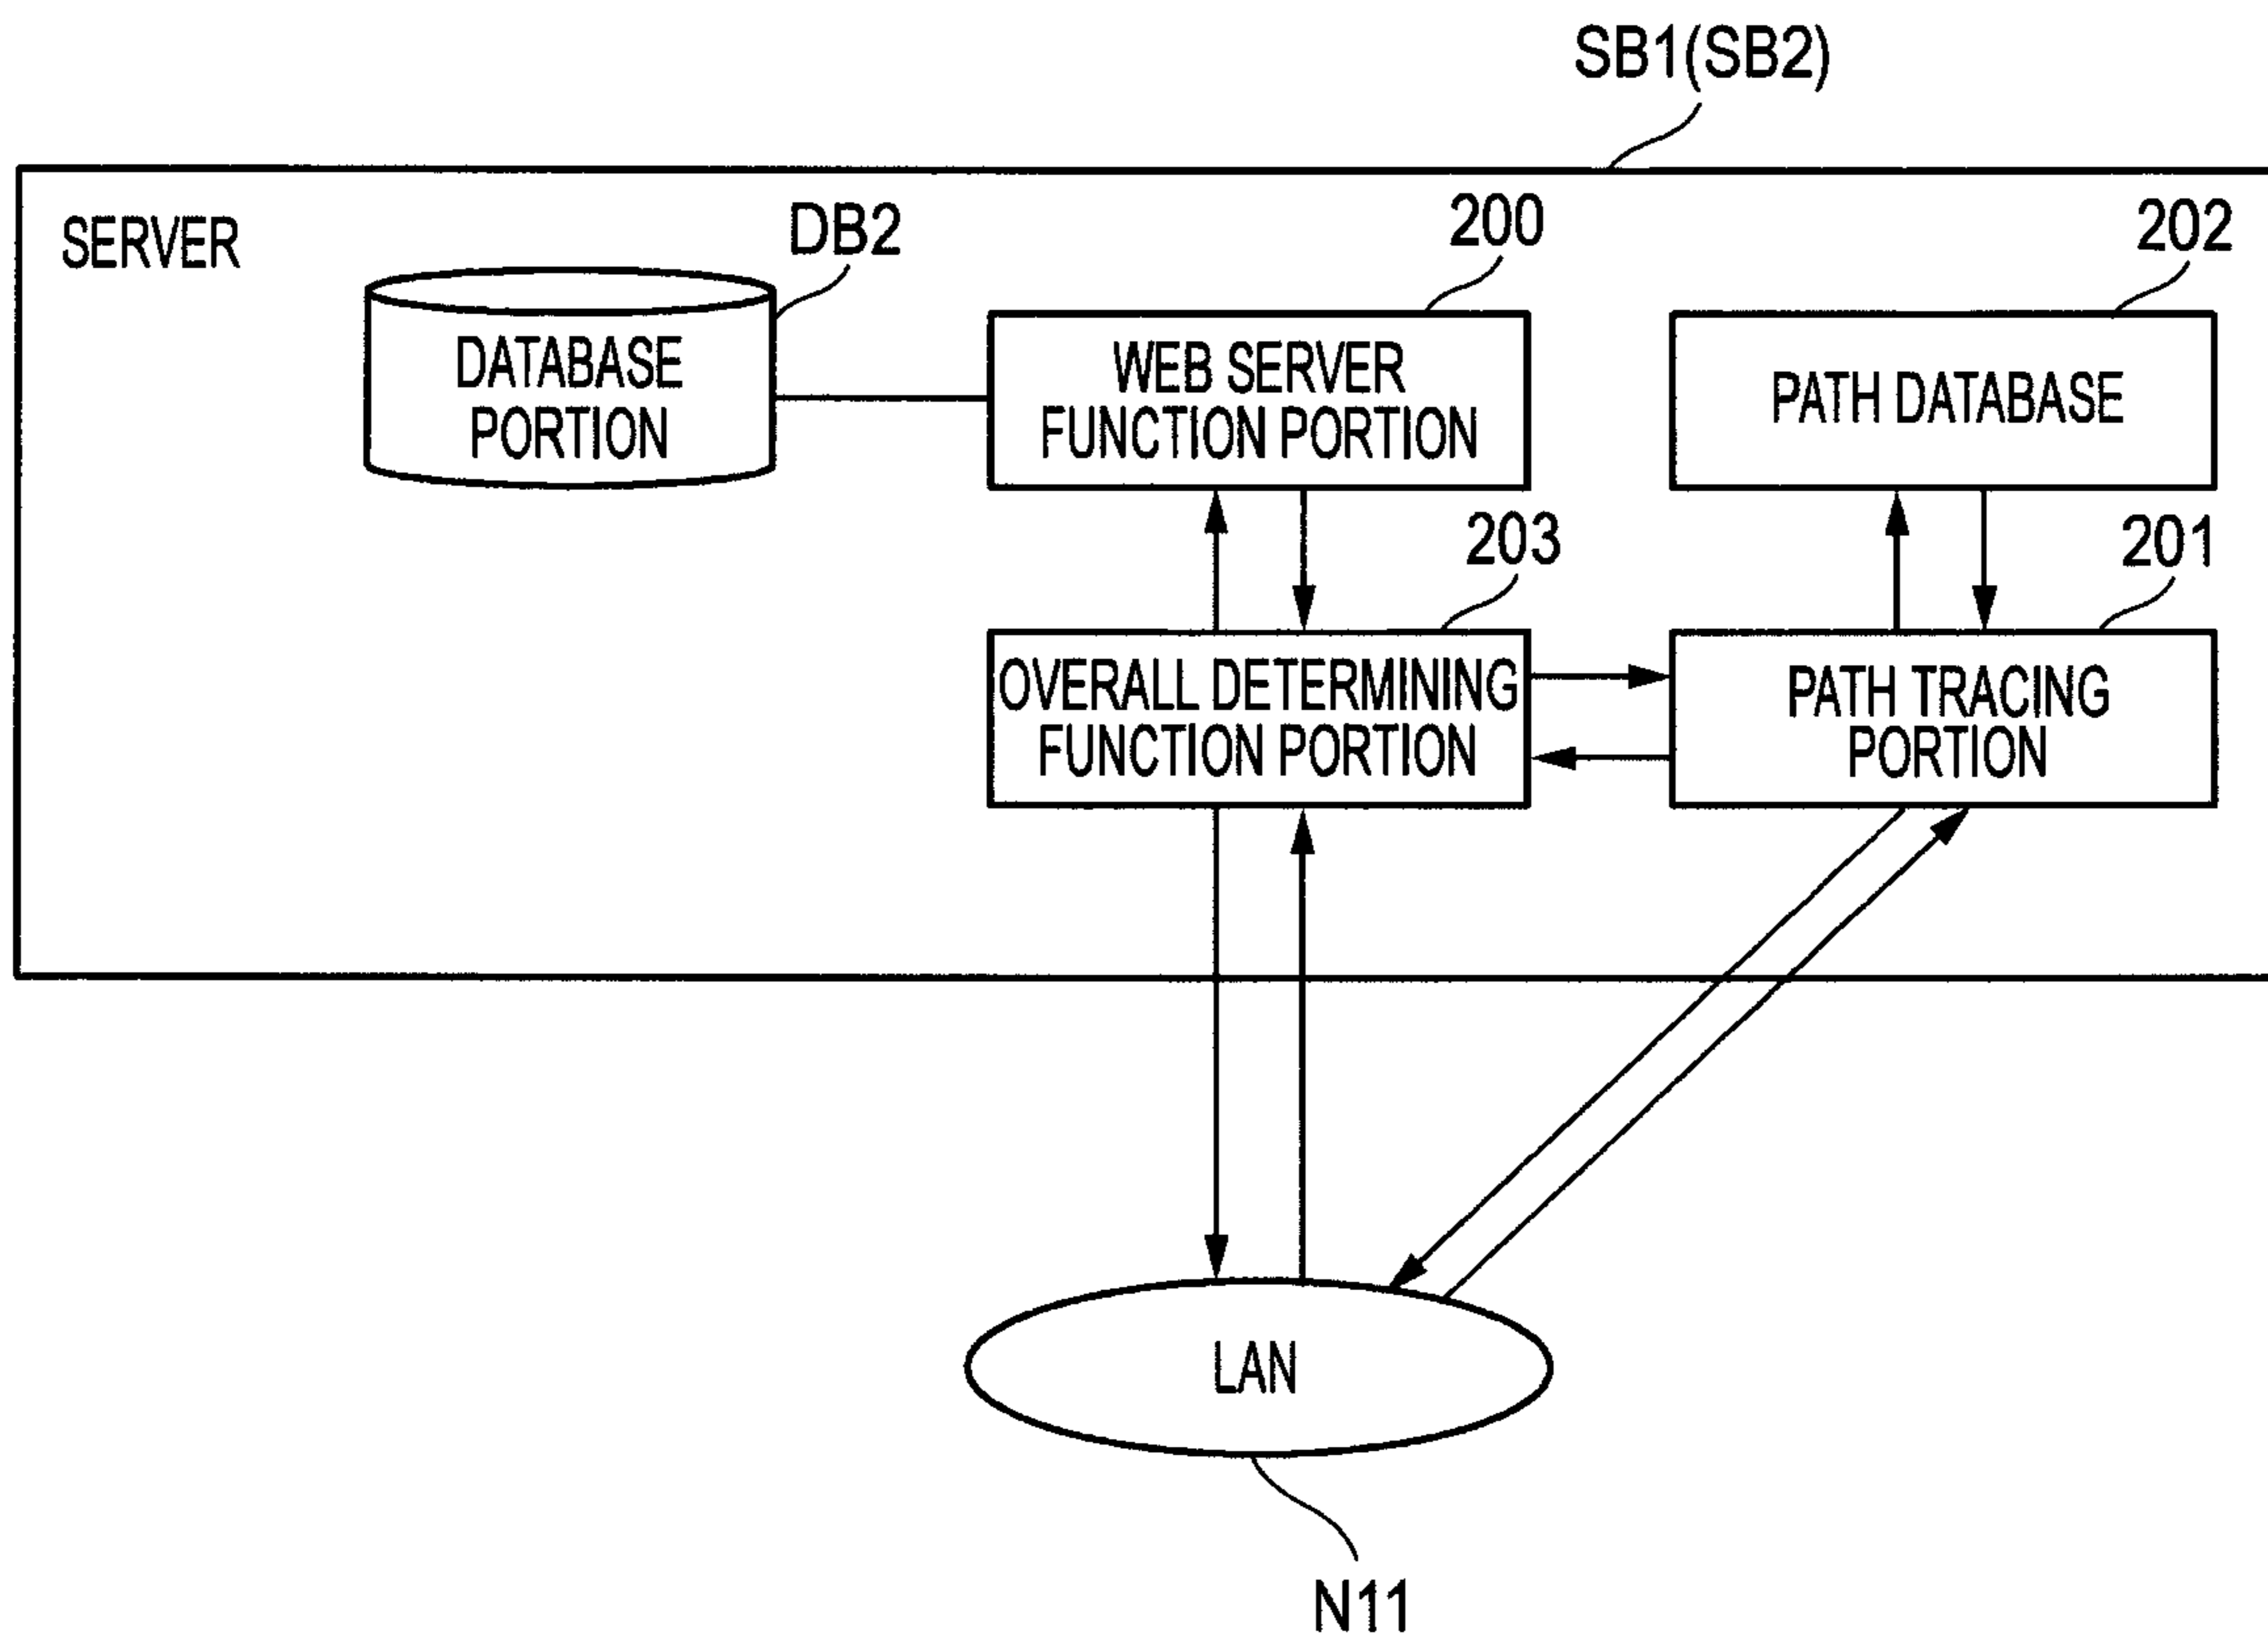 SB1(SB2)
SERVER
DB2
200
202
DATABASE
PORTION
WEB SERVER
FUNCTION PORTION
PATH DATABASE
203
201
OVERALL DETERMINING
FUNCTION PORTION
PATH TRACING
PORTION
LAN
N11